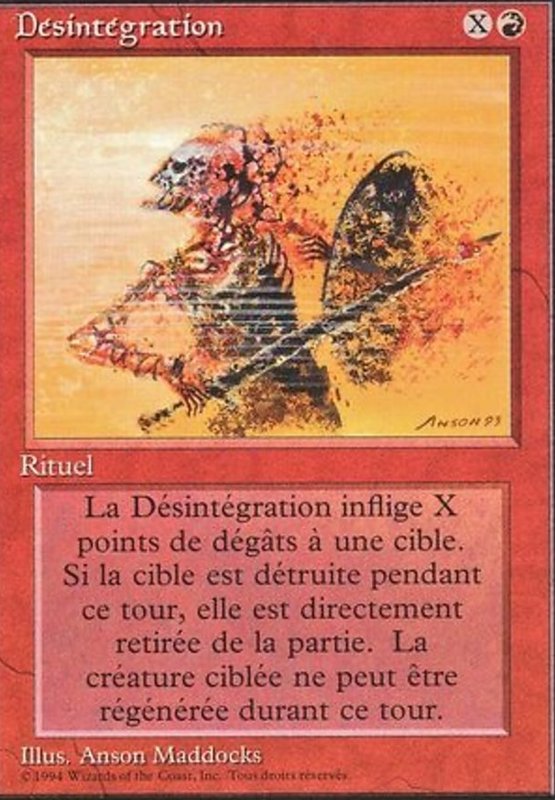 Désintégration X
ANSON 93
Rituel
La Désintégration inflige X
points de dégâts à une cible.
Si la cible est détruite pendant
ce tour, elle est directement
retirée de la partie. La
créature ciblée ne peut être
régénérée durant ce tour.
Illus. Anson Maddocks
© 1994 Wizards of the Coast, Inc. Tous droits réservés.